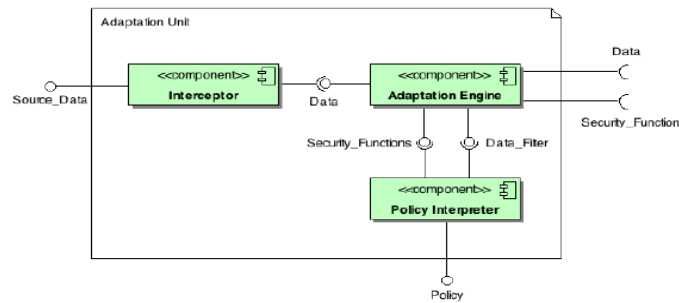 Adaptation Unit
Data
<<component>>
<<component>>
Interceptor
Adaptation Engine
Source_Data
Data
Security_Function
Security_Functions
Data_Filter
<<component>>
Policy Interpreter
Policy